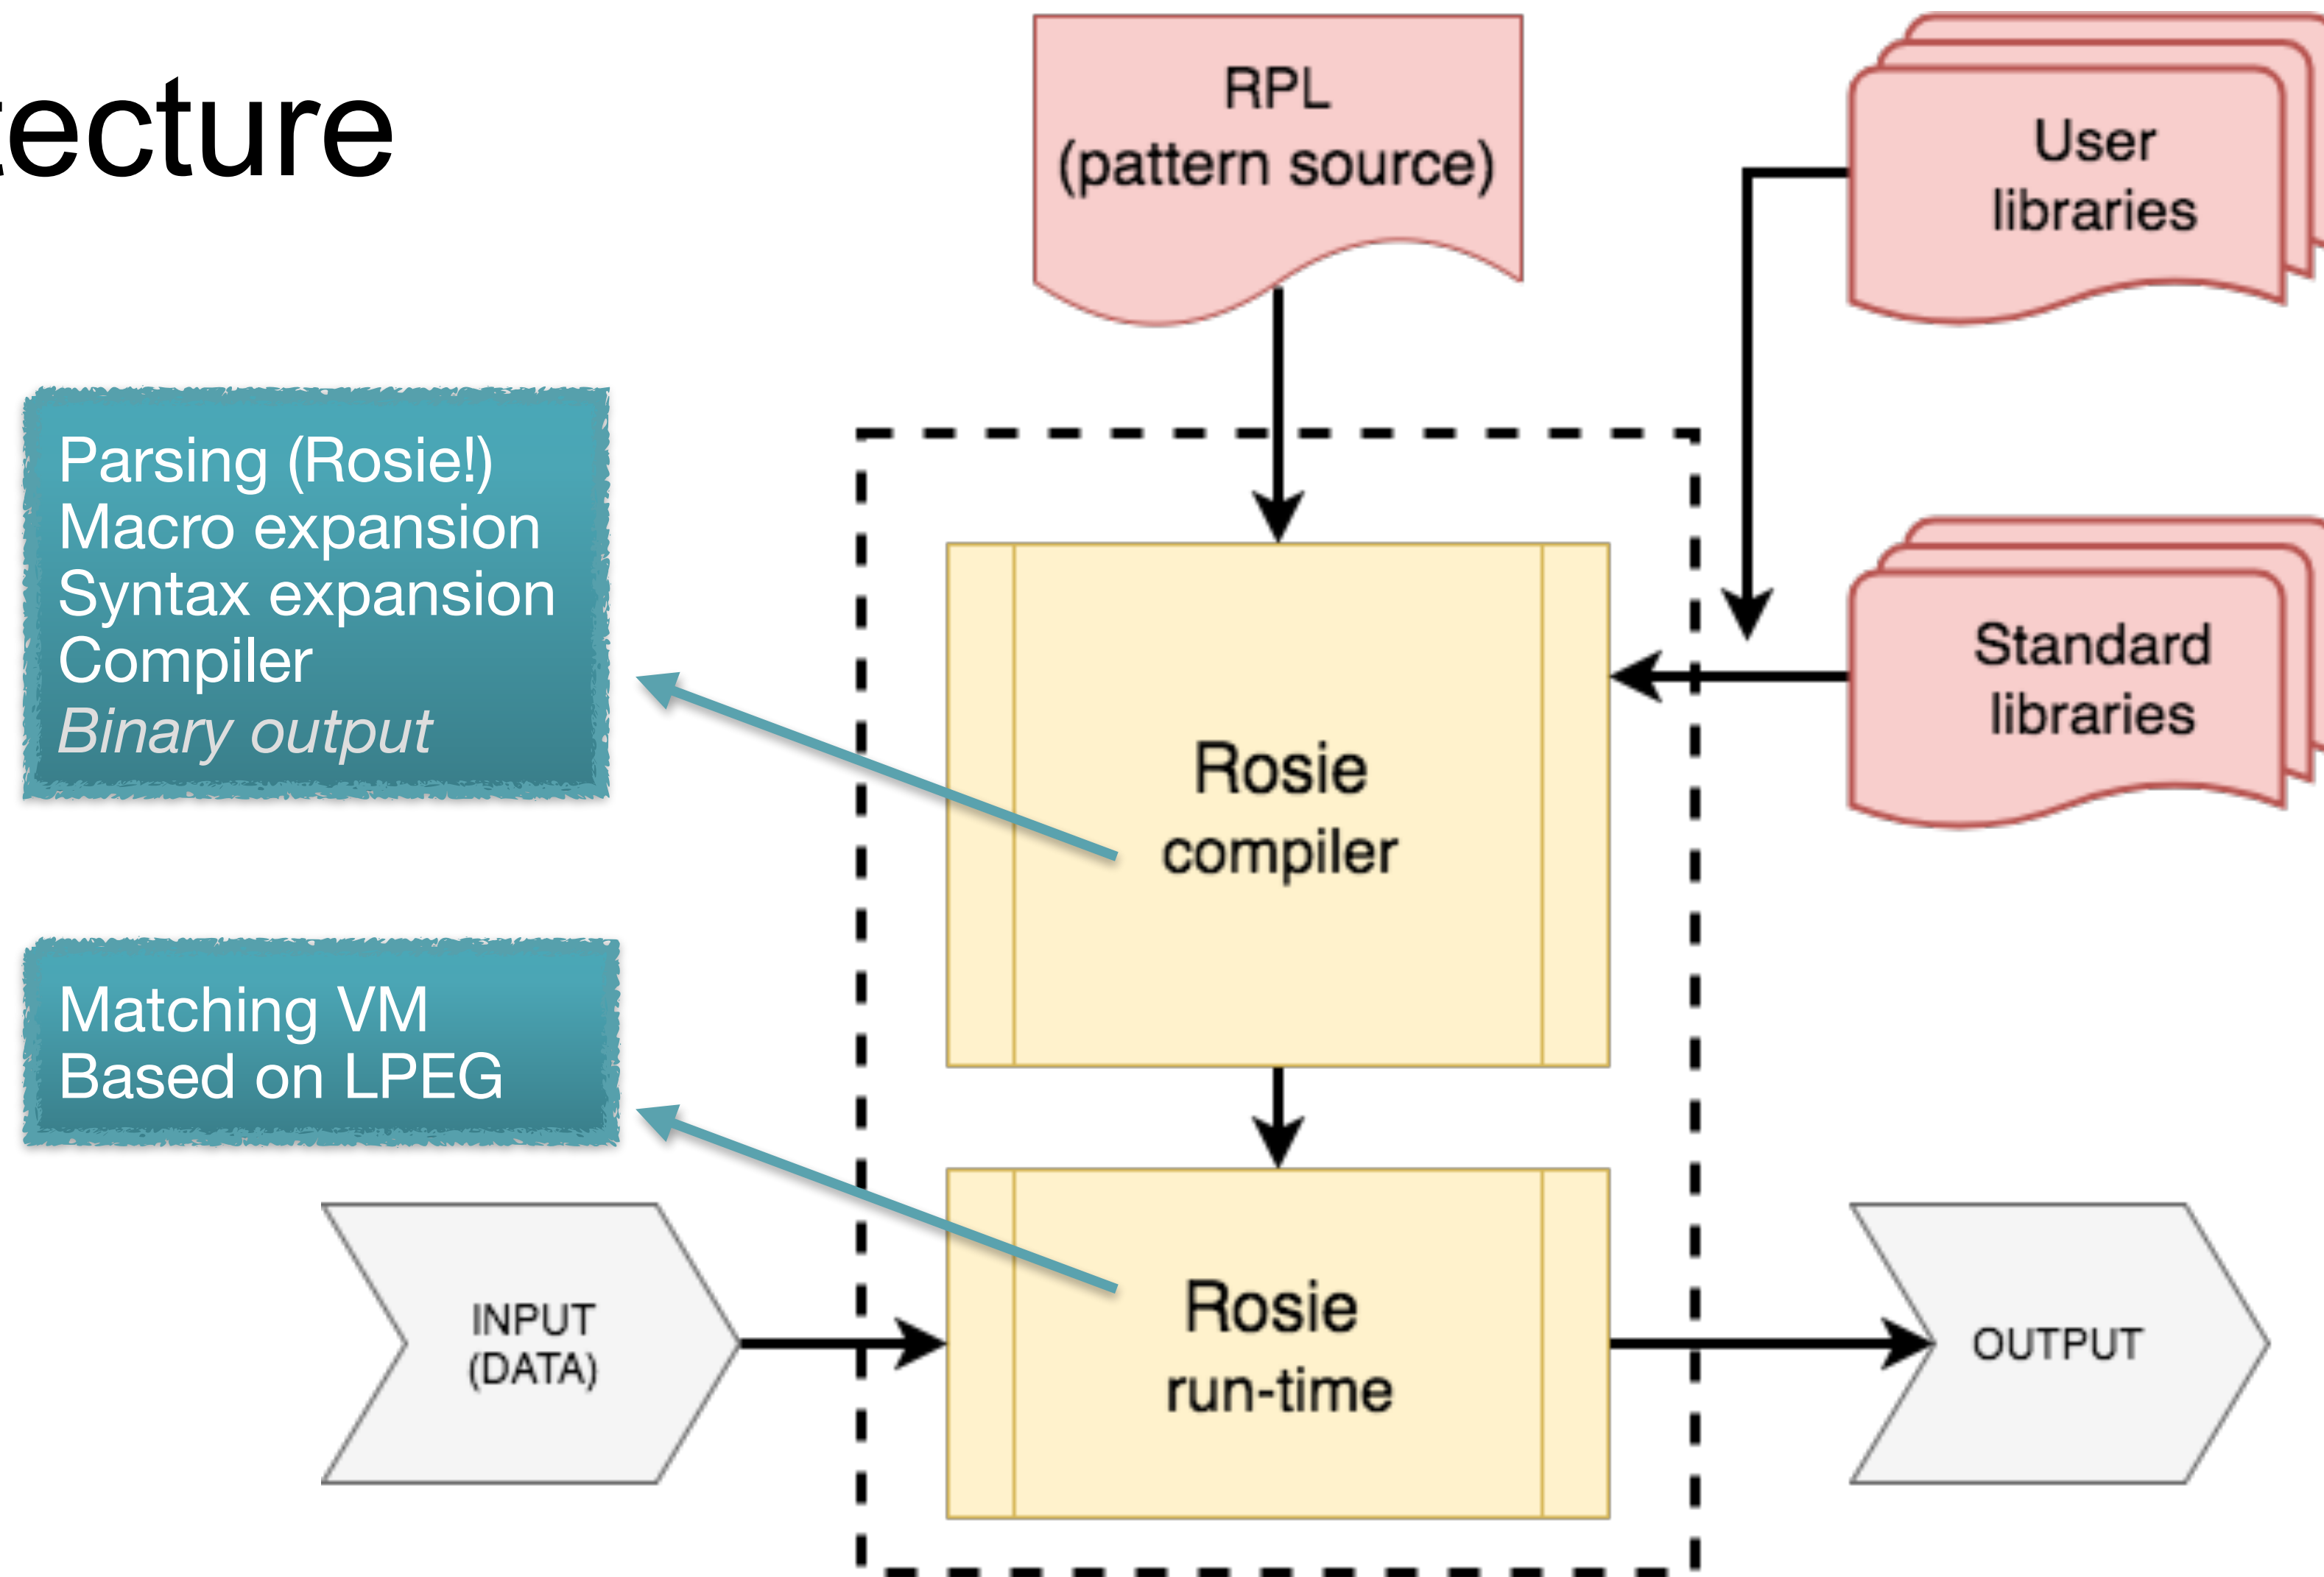 tecture
RPL
(pattern source)
User
libraries
Parsing (Rosie!)
Macro expansion
Syntax expansion
Compiler
Binary output
Standard
libraries
Rosie
compiler
Matching VM
Based on LPEG
INPUT
(DATA)
Rosie
run-time
OUTPUT